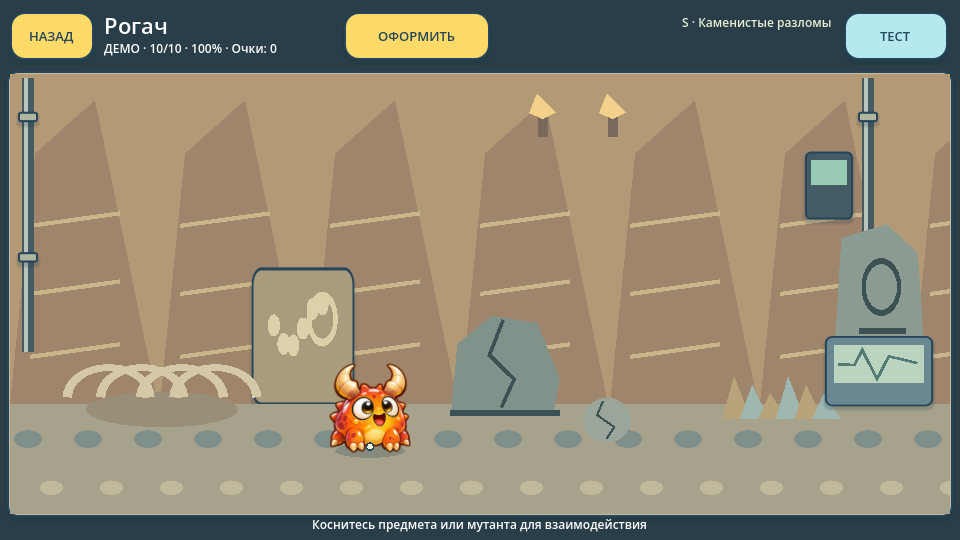 НАЗАД
Рогач
ДЕМО · 10/10 · 100% · Очки: 0
ОФОРМИТЬ
S · Каменистые разломы
ТЕСТ
Коснитесь предмета или мутанта для взаимодействия